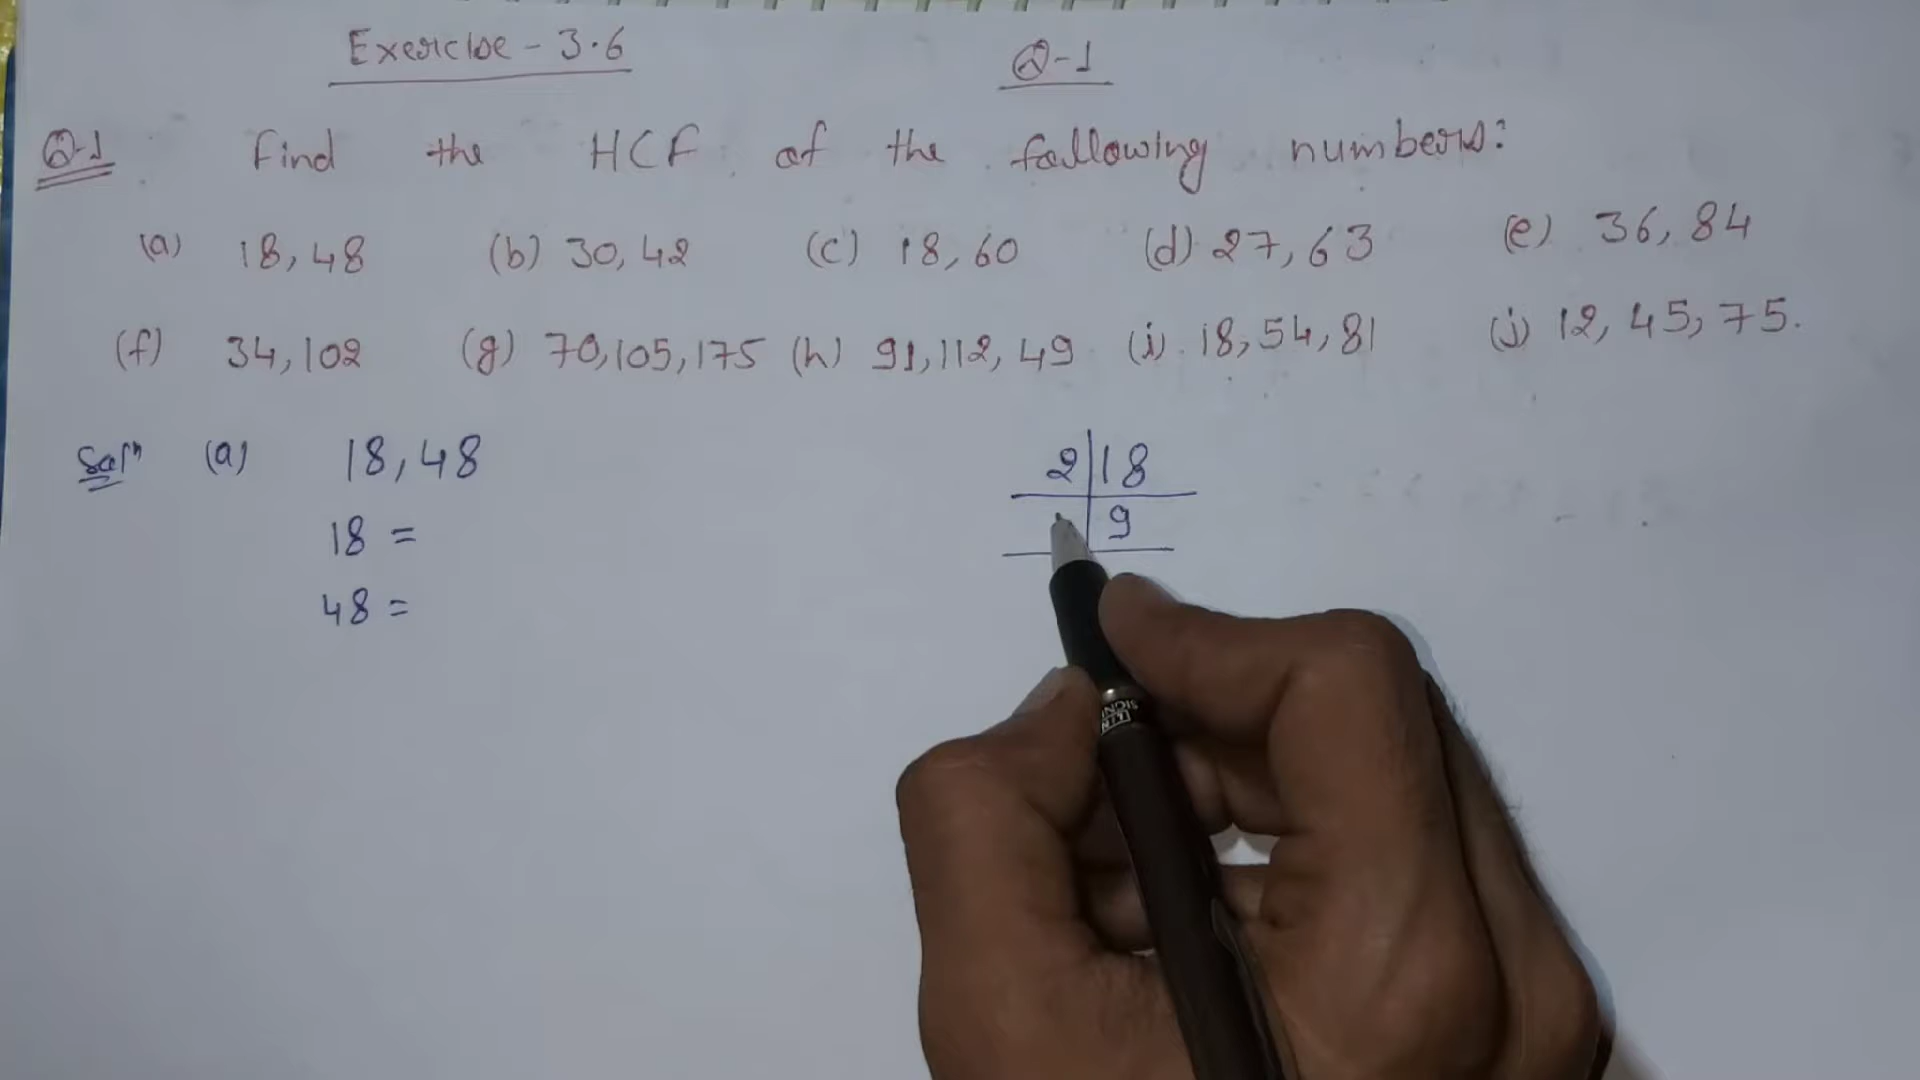 Exercise - 3.6 Q-1
Q-1 Find the HCF of the following numbers:
(a) 18, 48 (b) 30, 42 (c) 18, 60 (d) 27, 63 (e) 36, 84
(f) 34, 102 (g) 70, 105, 175 (h) 91, 112, 49 (i) 18, 54, 81 (j) 12, 45, 75.
Solⁿ (a) 18, 48
2 | 18
9
18 =
48 =